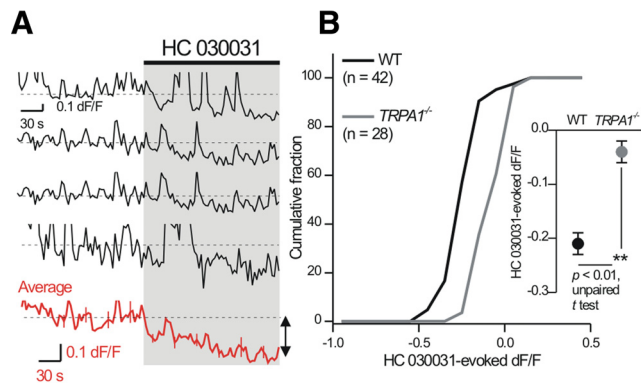 A
HC 030031
0.1 dF/F
30 s
Average
0.1 dF/F
30 s
B
WT
(n = 42)
TRPA1-/-
(n = 28)
Cumulative fraction
100
80
60
40
20
0
-1.0
-0.5
0.0
0.5
HC 030031-evoked dF/F
WT TRPA1-/-
HC 030031-evoked dF/F
0.0
-0.1
-0.2
-0.3
**
p < 0.01,
unpaired
t test